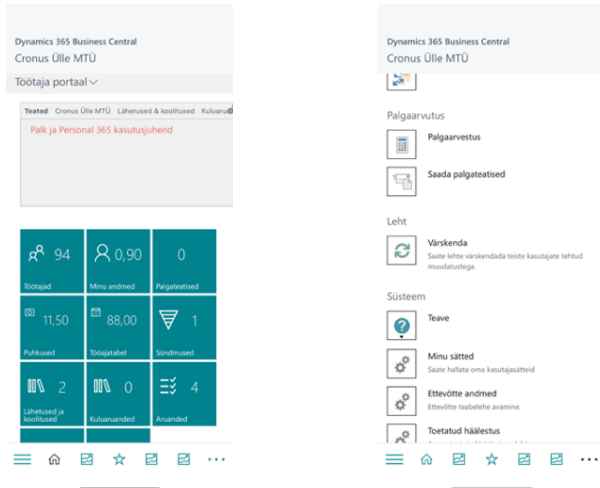 Dynamics 365 Business Central
Cronus Ülle MTÜ
Töötaja portaal
Teated Cronus Ülle MTÜ Lähetused & koolitused
Palk ja Personal 365 kasutusjuhend
94
Töötajad
0,90
Minu andmed
0
Palgateatised
11,50
Puhkused
88,00
Tööajatabel
1
Sündmused
2
Lähetused ja
koolitused
0
Kuluaruanded
4
Aruanded
Dynamics 365 Business Central
Cronus Ülle MTÜ
Palgaarvutus
Palgaarvestus
Saada palgateatised
Leht
Värskenda
Saate lehte värskendada teiste kasutajate tehtud
muudatustega.
Süsteem
Teave
Minu sätted
Saate hallata oma kasutajasätteid
Ettevõtte andmed
Ettevõtte teabelehe avamine.
Toetatud häälestus